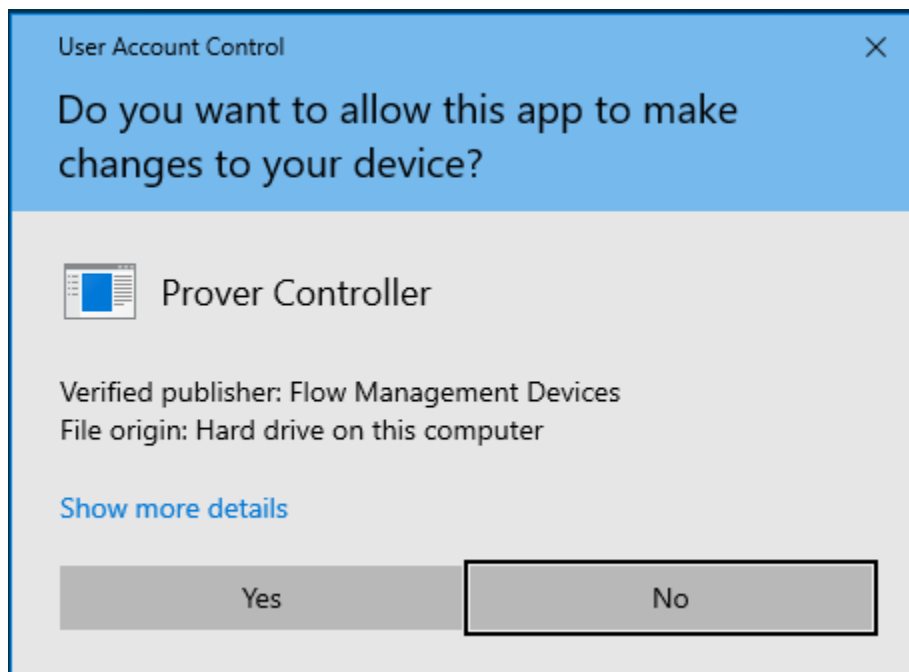 User Account Control
Do you want to allow this app to make
changes to your device?
Prover Controller
Verified publisher: Flow Management Devices
File origin: Hard drive on this computer
Show more details
Yes
No